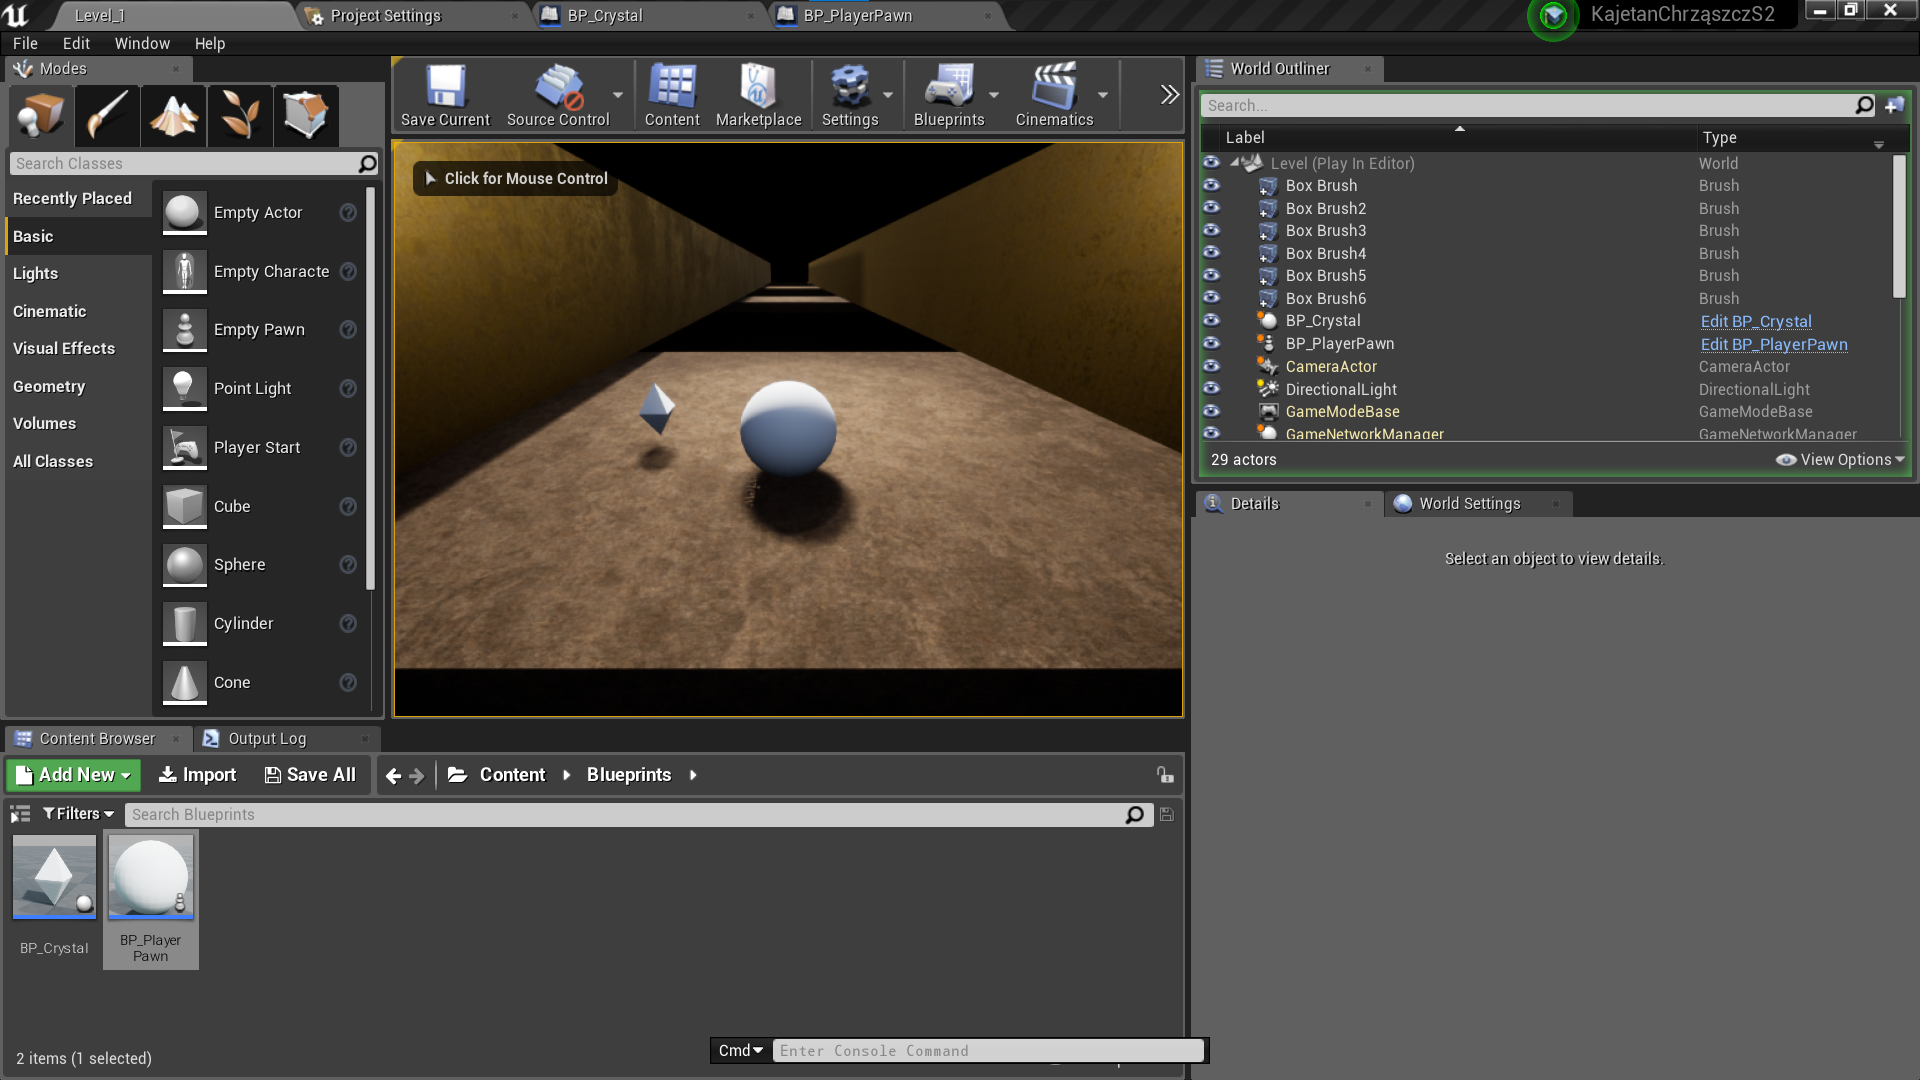 Level_1
Project Settings
BP_Crystal
BP_PlayerPawn
KajetanChrząszczS2
File Edit Window Help
Modes
Search Classes
Recently Placed
Basic
Lights
Cinematic
Visual Effects
Geometry
Volumes
All Classes
Empty Actor
Empty Characte
Empty Pawn
Point Light
Player Start
Cube
Sphere
Cylinder
Cone
Save Current
Source Control
Content
Marketplace
Settings
Blueprints
Cinematics
Click for Mouse Control
World Outliner
Search...
Label Type
Level (Play In Editor) World
Box Brush Brush
Box Brush2 Brush
Box Brush3 Brush
Box Brush4 Brush
Box Brush5 Brush
Box Brush6 Brush
BP_Crystal Edit BP_Crystal
BP_PlayerPawn Edit BP_PlayerPawn
CameraActor CameraActor
DirectionalLight DirectionalLight
GameModeBase GameModeBase
GameNetworkManager GameNetworkManager
29 actors
View Options
Details
World Settings
Select an object to view details.
Content Browser
Output Log
Add New
Import
Save All
Content
Blueprints
Filters
Search Blueprints
BP_Crystal
BP_Player
Pawn
2 items (1 selected)
Cmd
Enter Console Command